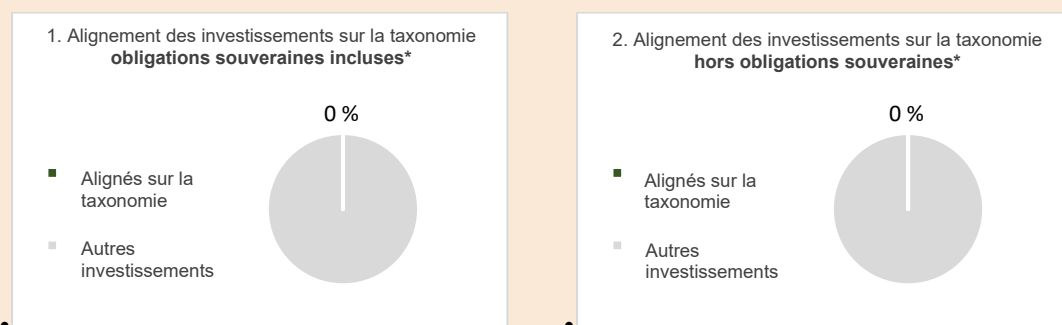 1. Alignement des investissements sur la taxonomie
obligations souveraines incluses*
0 %
Alignés sur la
taxonomie
Autres
investissements
2. Alignement des investissements sur la taxonomie
hors obligations souveraines*
0 %
Alignés sur la
taxonomie
Autres
investissements